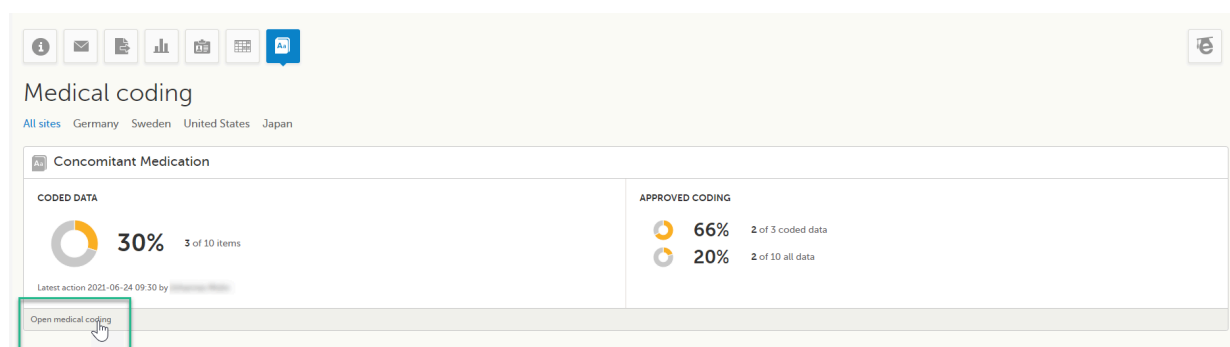 Aa
e
Medical coding
All sites Germany Sweden United States Japan
Aa Concomitant Medication
CODED DATA
30% 3 of 10 items
Latest action 2021-06-24 09:30 by
APPROVED CODING
66% 2 of 3 coded data
20% 2 of 10 all data
Open medical coding